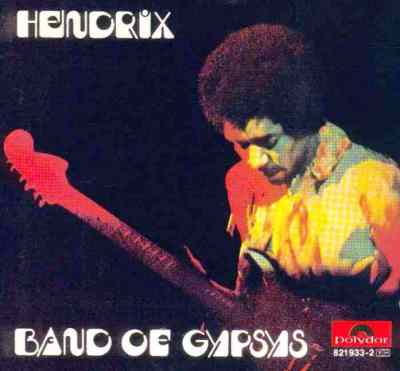 HENDRIX
BAND OF GYPSYS
polydor
821933-2